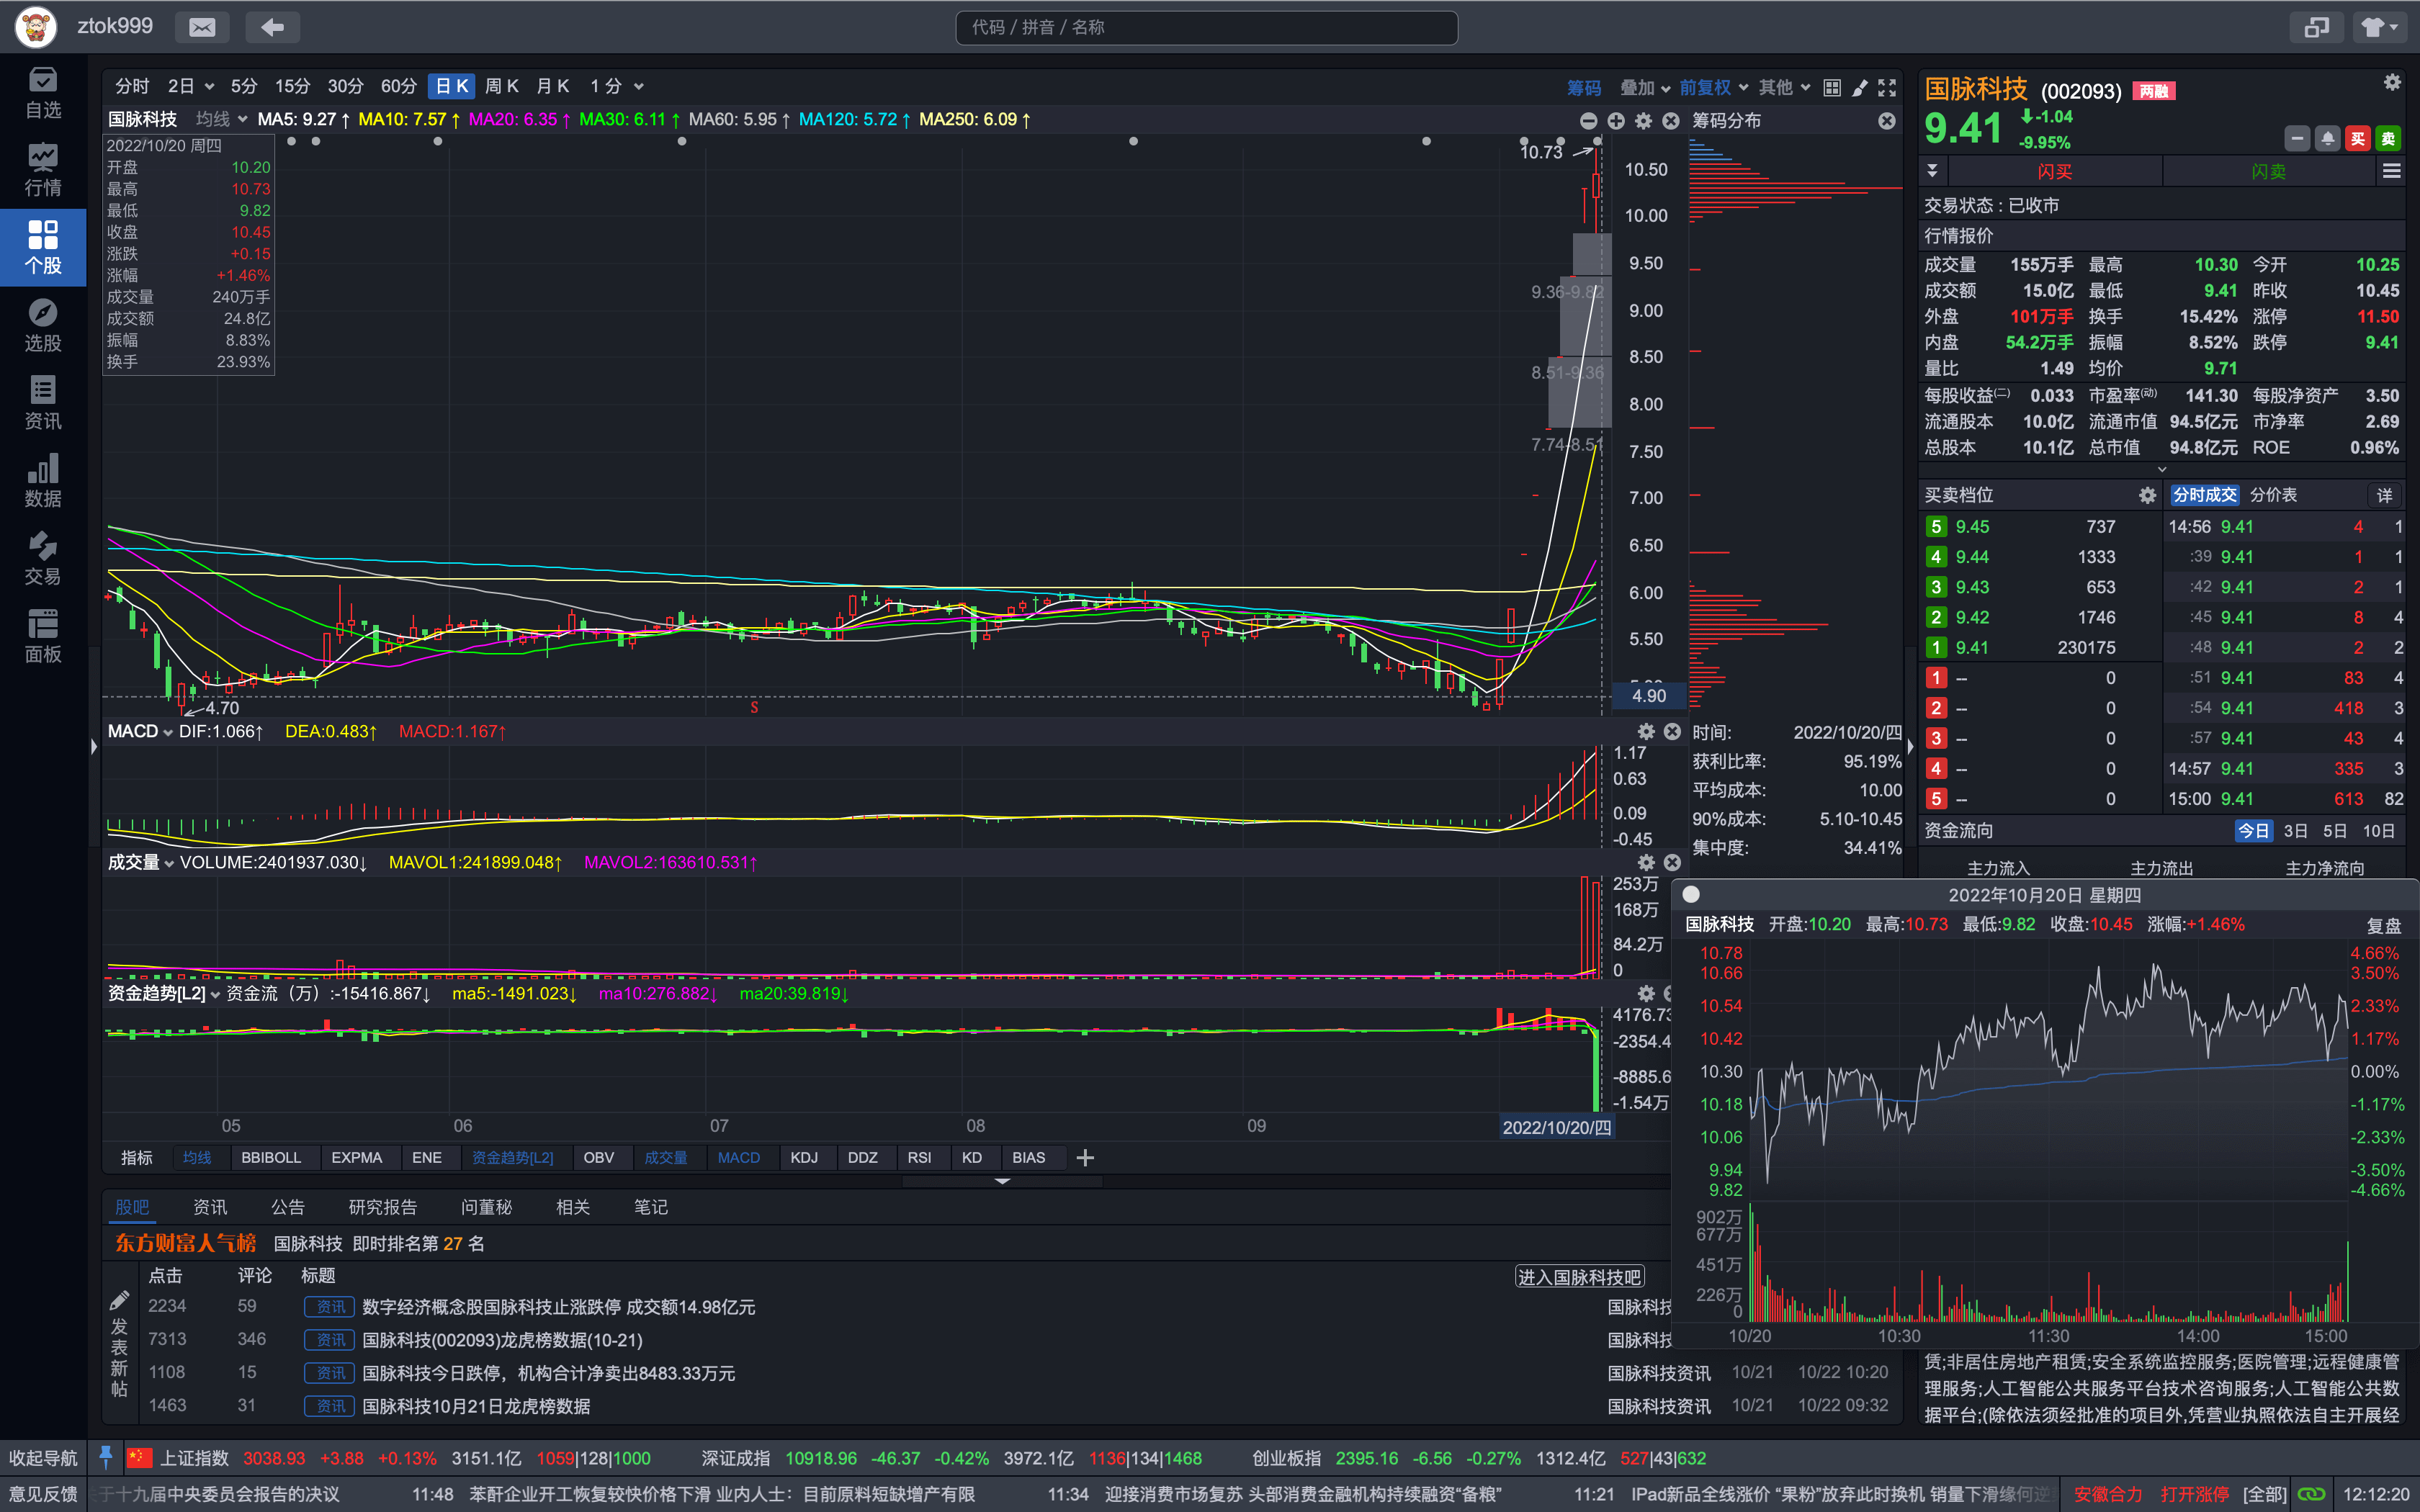 ztok999
代码 / 拼音 / 名称
自选
行情
个股
选股
资讯
数据
交易
面板
分时 2日 5分 15分 30分 60分 日K 周K 月K 1分
筹码 叠加 前复权 其他
国脉科技 均线 MA5: 9.27↑ MA10: 7.57↑ MA20: 6.35↑ MA30: 6.11↑ MA60: 5.95↑ MA120: 5.72↑ MA250: 6.09↑
筹码分布
2022/10/20 周四
开盘 10.20
最高 10.73
最低 9.82
收盘 10.45
涨跌 +0.15
涨幅 +1.46%
成交量 240万手
成交额 24.8亿
振幅 8.83%
换手 23.93%
10.73
9.36-9.82
8.51-9.36
7.74-8.51
4.70
S
10.50
10.00
9.50
9.00
8.50
8.00
7.50
7.00
6.50
6.00
5.50
4.90
MACD DIF:1.066↑ DEA:0.483↑ MACD:1.167↑
1.17
0.63
0.09
-0.45
时间: 2022/10/20/四
获利比率: 95.19%
平均成本: 10.00
90%成本: 5.10-10.45
集中度: 34.41%
成交量 VOLUME:2401937.030↓ MAVOL1:241899.048↑ MAVOL2:163610.531↑
253万
168万
84.2万
0
资金趋势[L2] 资金流（万）:-15416.867↓ ma5:-1491.023↓ ma10:276.882↓ ma20:39.819↓
4176.73
-2354.4
-8885.6
-1.54万
05 06 07 08 09 2022/10/20/四
指标 均线 BBIBOLL EXPMA ENE 资金趋势[L2] OBV 成交量 MACD KDJ DDZ RSI KD BIAS
股吧 资讯 公告 研究报告 问董秘 相关 笔记
东方财富人气榜 国脉科技 即时排名第 27 名
点击 评论 标题 进入国脉科技吧
发表新帖
2234 59 资讯 数字经济概念股国脉科技止涨跌停 成交额14.98亿元 国脉科技
7313 346 资讯 国脉科技(002093)龙虎榜数据(10-21) 国脉科技
1108 15 资讯 国脉科技今日跌停，机构合计净卖出8483.33万元 国脉科技资讯 10/21 10/22 10:20
1463 31 资讯 国脉科技10月21日龙虎榜数据 国脉科技资讯 10/21 10/22 09:32
国脉科技 (002093) 两融
9.41 -1.04
-9.95%
买 卖
闪买 闪卖
交易状态 : 已收市
行情报价
成交量 155万手 最高 10.30 今开 10.25
成交额 15.0亿 最低 9.41 昨收 10.45
外盘 101万手 换手 15.42% 涨停 11.50
内盘 54.2万手 振幅 8.52% 跌停 9.41
量比 1.49 均价 9.71
每股收益(二) 0.033 市盈率(动) 141.30 每股净资产 3.50
流通股本 10.0亿 流通市值 94.5亿元 市净率 2.69
总股本 10.1亿 总市值 94.8亿元 ROE 0.96%
买卖档位 分时成交 分价表 详
5 9.45 737 14:56 9.41 4 1
4 9.44 1333 :39 9.41 1 1
3 9.43 653 :42 9.41 2 1
2 9.42 1746 :45 9.41 8 4
1 9.41 230175 :48 9.41 2 2
1 -- 0 :51 9.41 83 4
2 -- 0 :54 9.41 418 3
3 -- 0 :57 9.41 43 4
4 -- 0 14:57 9.41 335 3
5 -- 0 15:00 9.41 613 82
资金流向 今日 3日 5日 10日
主力流入 主力流出 主力净流向
2022年10月20日 星期四
国脉科技 开盘:10.20 最高:10.73 最低:9.82 收盘:10.45 涨幅:+1.46% 复盘
10.78 4.66%
10.66 3.50%
10.54 2.33%
10.42 1.17%
10.30 0.00%
10.18 -1.17%
10.06 -2.33%
9.94 -3.50%
9.82 -4.66%
902万
677万
451万
226万
0
10/20 10:30 11:30 14:00 15:00
赁;非居住房地产租赁;安全系统监控服务;医院管理;远程健康管
理服务;人工智能公共服务平台技术咨询服务;人工智能公共数
据平台;(除依法须经批准的项目外,凭营业执照依法自主开展经
收起导航 上证指数 3038.93 +3.88 +0.13% 3151.1亿 1059|128|1000 深证成指 10918.96 -46.37 -0.42% 3972.1亿 1136|134|1468 创业板指 2395.16 -6.56 -0.27% 1312.4亿 527|43|632
意见反馈 于十九届中央委员会报告的决议 11:48 苯酐企业开工恢复较快价格下滑 业内人士：目前原料短缺增产有限 11:34 迎接消费市场复苏 头部消费金融机构持续融资“备粮” 11:21 IPad新品全线涨价 “果粉”放弃此时换机 销量下滑缘何逆 安徽合力 打开涨停 [全部] 12:12:20